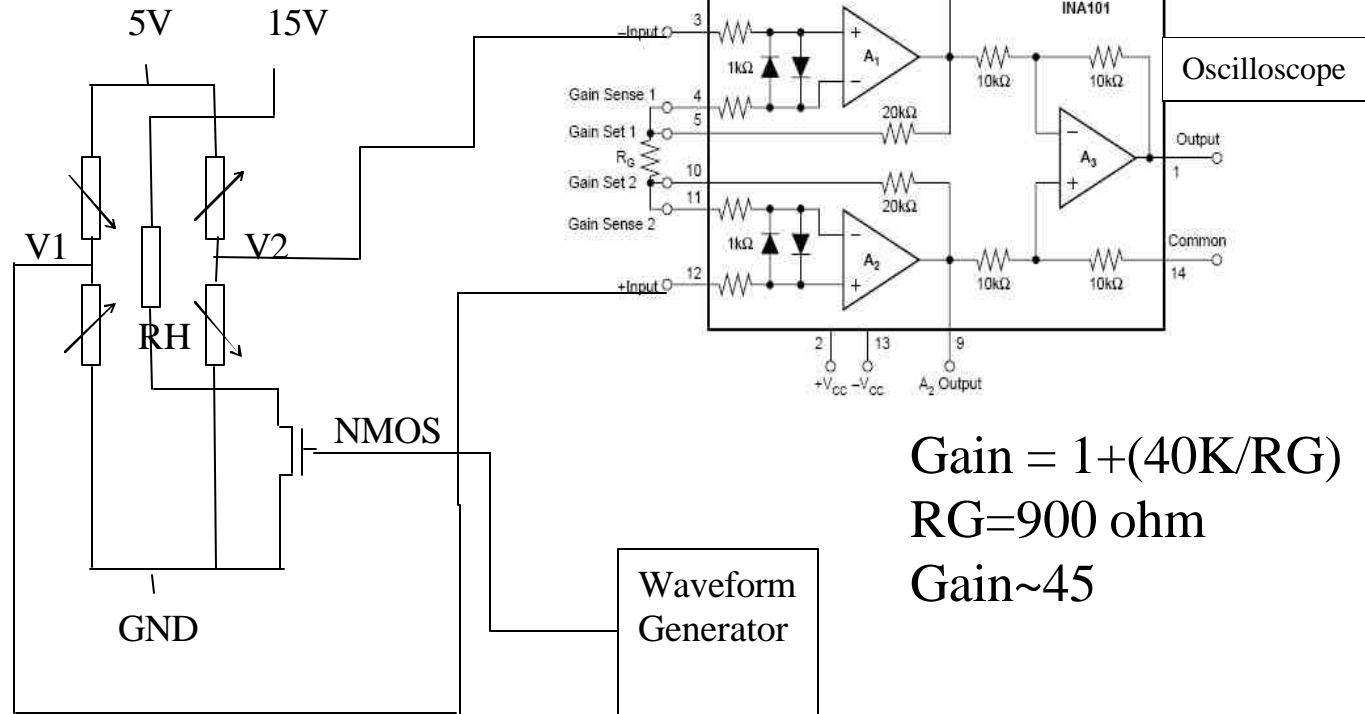 5V
15V
V1
V2
RH
NMOS
GND
Waveform
Generator
INA101
–Input
3
1kΩ
A1
Gain Sense 1
4
Gain Set 1
5
20kΩ
RG
Gain Set 2
10
20kΩ
Gain Sense 2
11
1kΩ
A2
+Input
12
10kΩ
10kΩ
A3
Output
1
10kΩ
10kΩ
Common
14
2
13
9
+VCC
–VCC
A2 Output
Oscilloscope
Gain = 1+(40K/RG)
RG=900 ohm
Gain~45